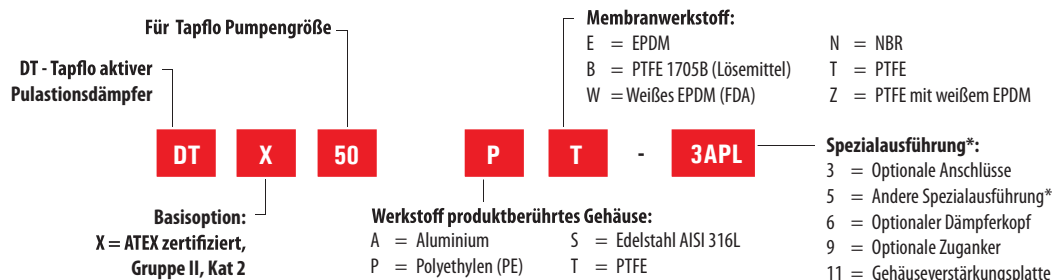 Für Tapflo Pumpengröße
DT - Tapflo aktiver
Pulastionsdämpfer
Membranwerkstoff:
E = EPDM
B = PTFE 1705B (Lösemittel)
W = Weißes EPDM (FDA)
N = NBR
T = PTFE
Z = PTFE mit weißem EPDM
DT X 50 P T - 3APL
Basisoption:
X = ATEX zertifiziert,
Gruppe II, Kat 2
Werkstoff produktberührtes Gehäuse:
A = Aluminium
P = Polyethylen (PE)
S = Edelstahl AISI 316L
T = PTFE
Spezialausführung*:
3 = Optionale Anschlüsse
5 = Andere Spezialausführung*
6 = Optionaler Dämpferkopf
9 = Optionale Zuganker
11 = Gehäuseverstärkungsplatte